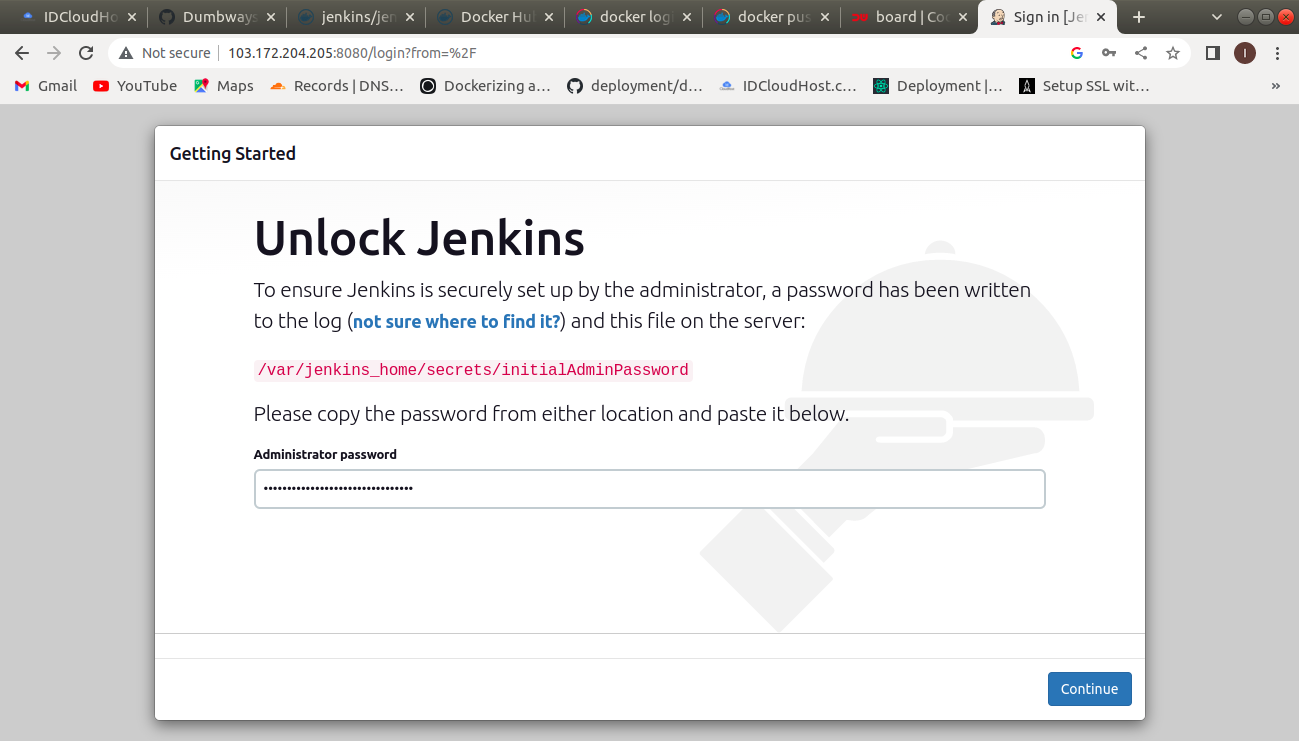 IDCloudHo
Dumbways
jenkins/jen
Docker Hu
docker logi
docker pus
board | Coc
Sign in [Jer
Not secure
103.172.204.205:8080/login?from=%2F
G
I
Gmail
YouTube
Maps
Records | DNS...
Dockerizing a...
deployment/d...
IDCloudHost.c...
Deployment |...
Setup SSL wit...
»
Getting Started
Unlock Jenkins
To ensure Jenkins is securely set up by the administrator, a password has been written
to the log (not sure where to find it?) and this file on the server:
/var/jenkins_home/secrets/initialAdminPassword
Please copy the password from either location and paste it below.
Administrator password
Continue